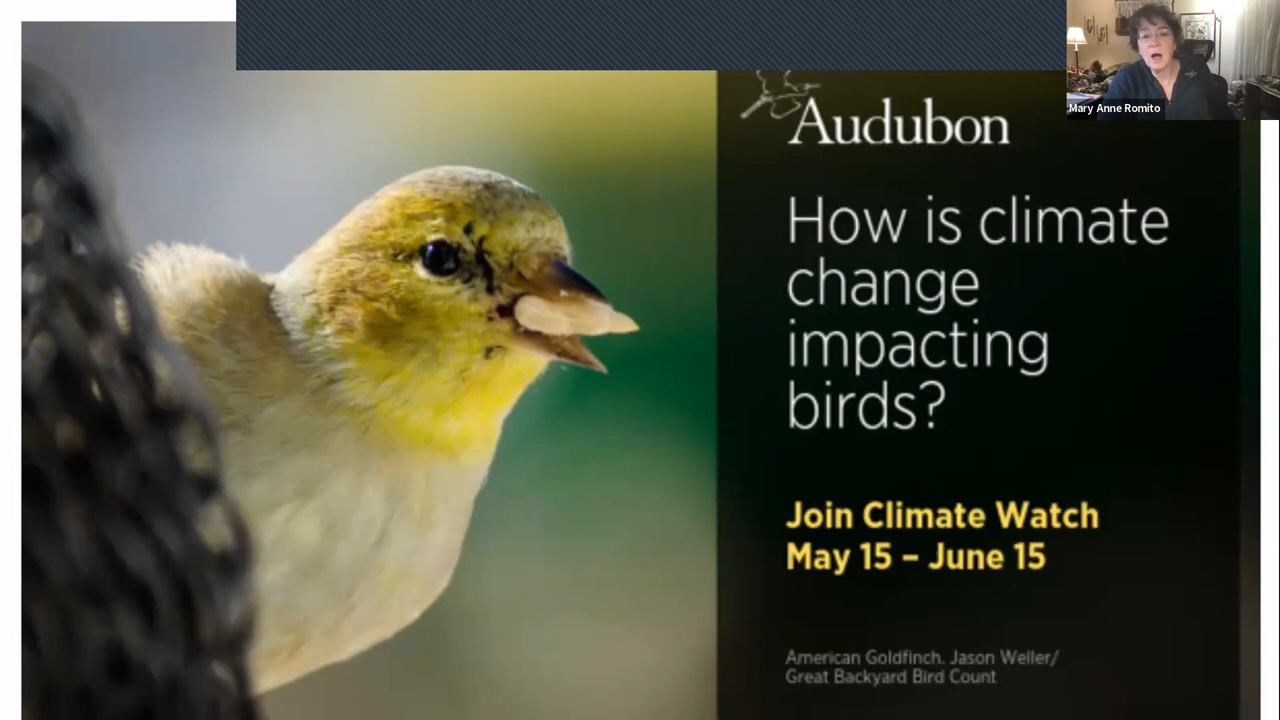 Mary Anne Romito
Audubon
How is climate
change
impacting
birds?
Join Climate Watch
May 15 – June 15
American Goldfinch. Jason Weller/
Great Backyard Bird Count